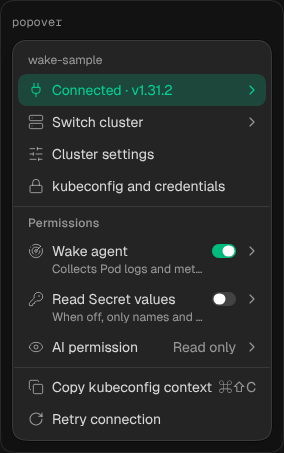 popover
wake-sample
Connected · v1.31.2
Switch cluster
Cluster settings
kubeconfig and credentials
Permissions
Wake agent
Collects Pod logs and met...
Read Secret values
When off, only names and ...
AI permission Read only
Copy kubeconfig context ⌘⇧C
Retry connection